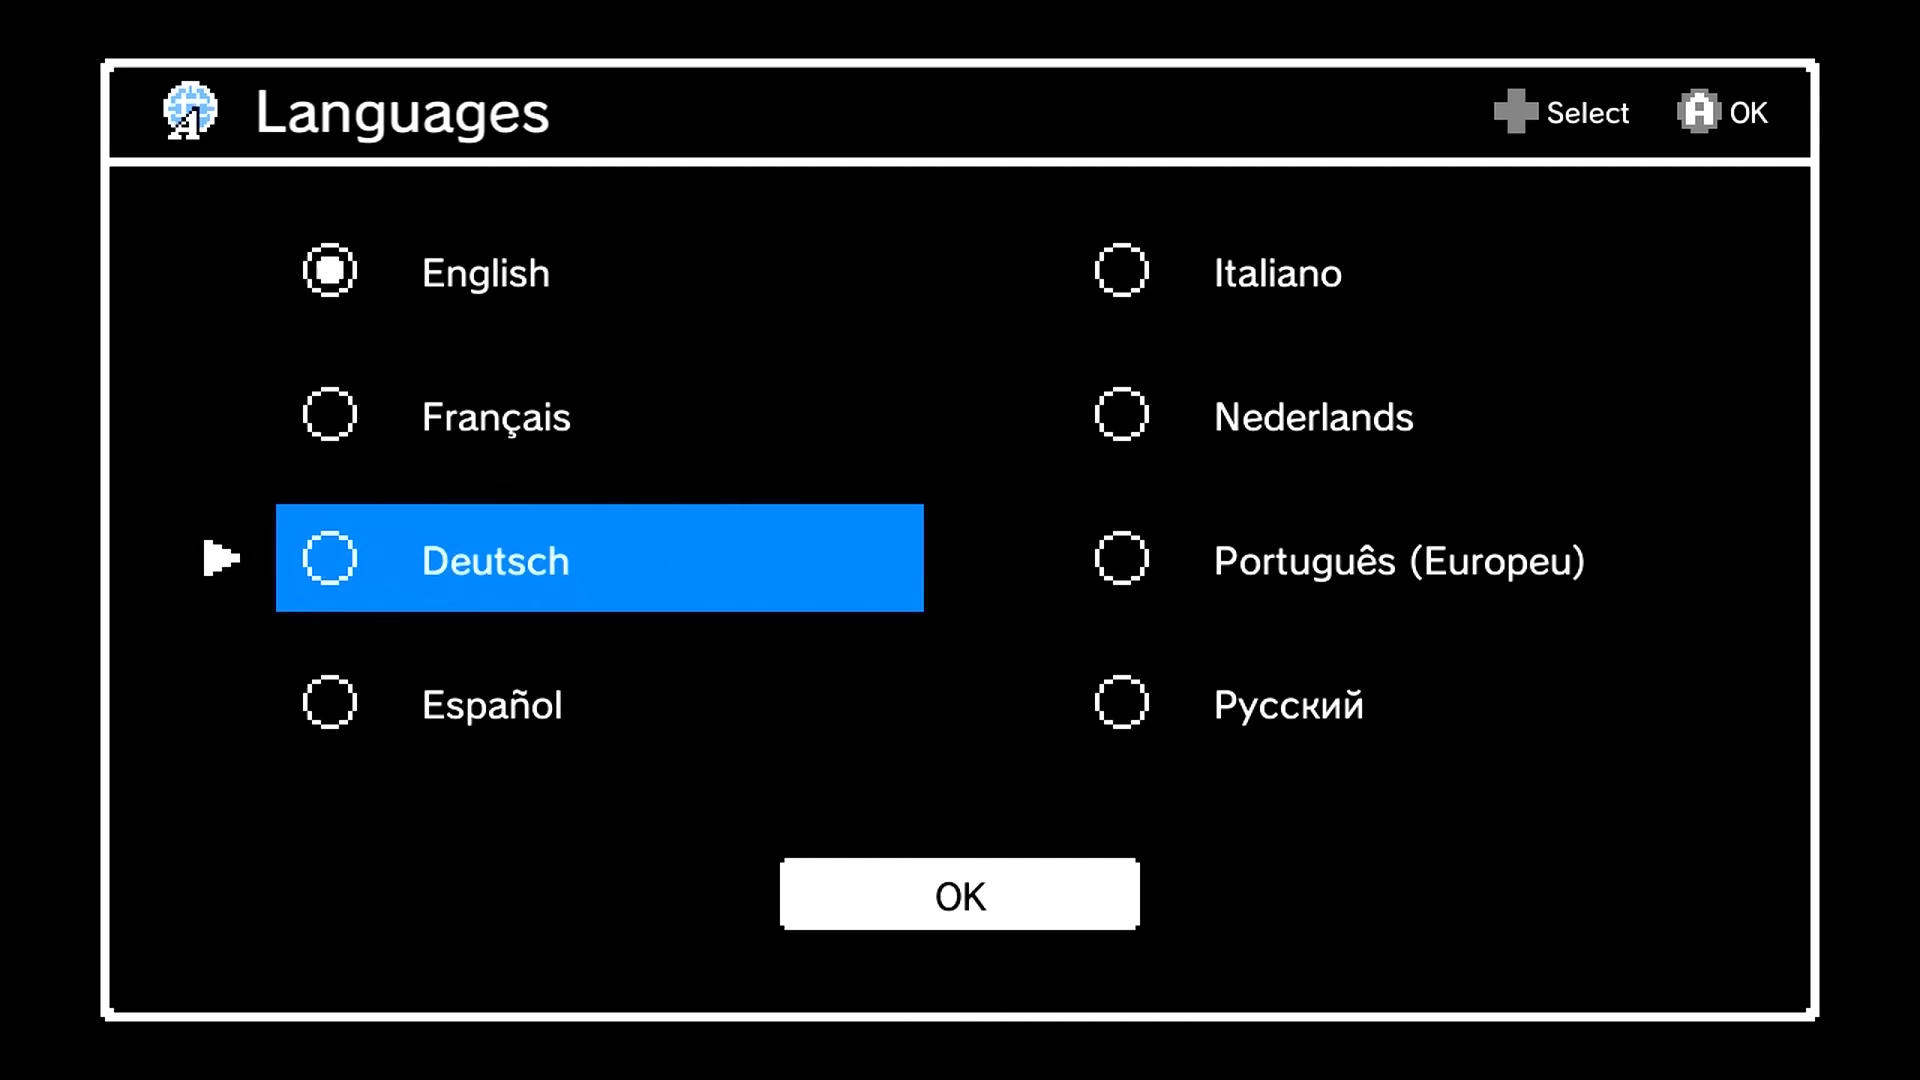 Languages
Select
A OK
English
Italiano
Français
Nederlands
Deutsch
Português (Europeu)
Español
Русский
OK